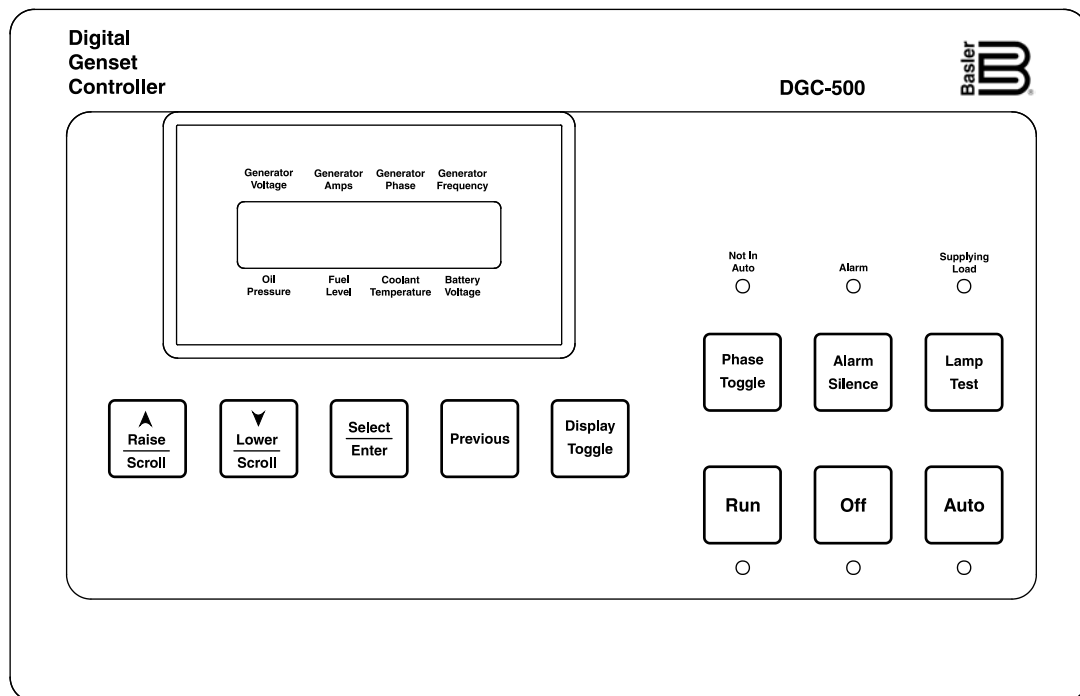 Digital
Genset
Controller
DGC-500
Basler
B
Generator Voltage
Generator Amps
Generator Phase
Generator Frequency
Oil Pressure
Fuel Level
Coolant Temperature
Battery Voltage
Not In Auto
Alarm
Supplying Load
Phase Toggle
Alarm Silence
Lamp Test
Raise
Scroll
Lower
Scroll
Select
Enter
Previous
Display Toggle
Run
Off
Auto